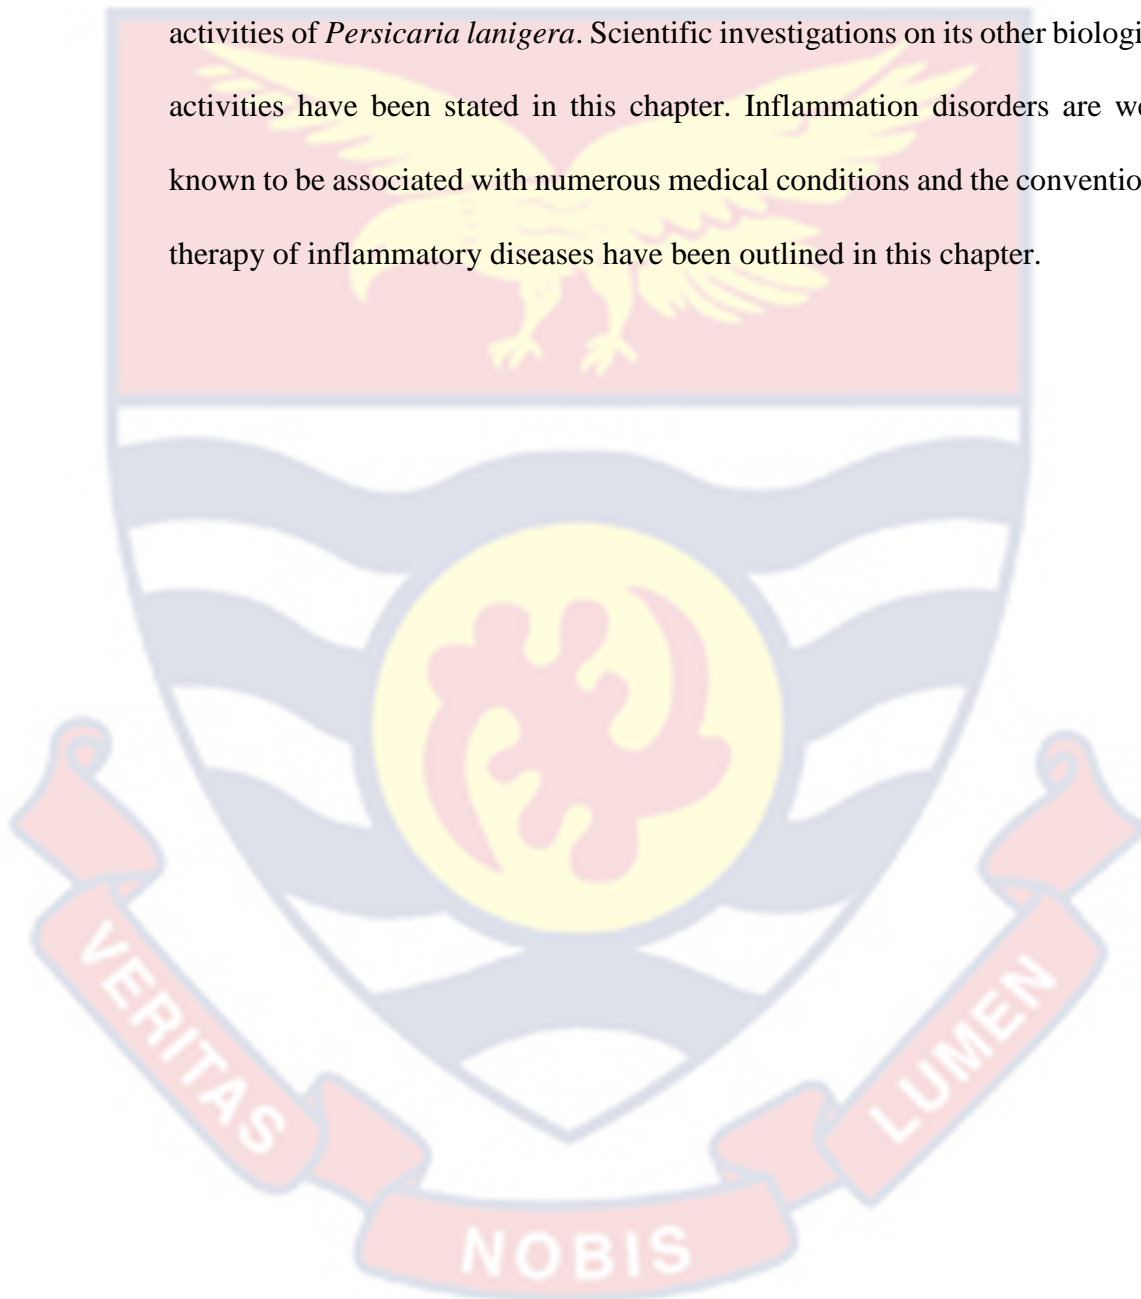 activities of Persicaria lanigera. Scientific investigations on its other biologi
activities have been stated in this chapter. Inflammation disorders are we
known to be associated with numerous medical conditions and the conventio
therapy of inflammatory diseases have been outlined in this chapter.
VERITAS
NOBIS
LUMEN